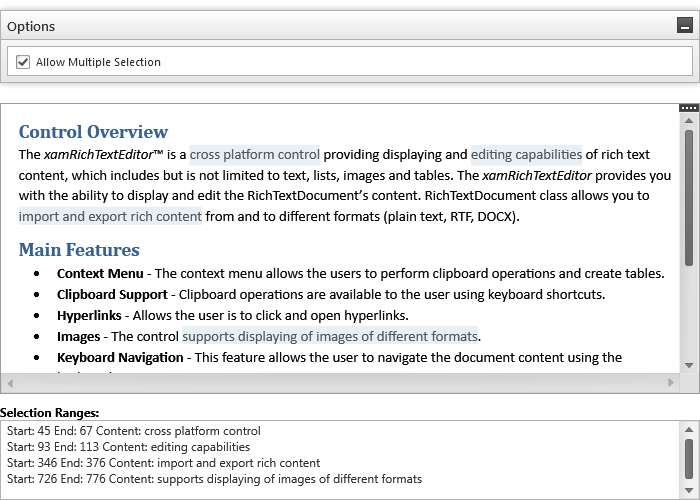 Options
Allow Multiple Selection
Control Overview
The xamRichTextEditor™ is a cross platform control providing displaying and editing capabilities of rich text
content, which includes but is not limited to text, lists, images and tables. The xamRichTextEditor provides you
with the ability to display and edit the RichTextDocument’s content. RichTextDocument class allows you to
import and export rich content from and to different formats (plain text, RTF, DOCX).
Main Features
• Context Menu - The context menu allows the users to perform clipboard operations and create tables.
• Clipboard Support - Clipboard operations are available to the user using keyboard shortcuts.
• Hyperlinks - Allows the user is to click and open hyperlinks.
• Images - The control supports displaying of images of different formats.
• Keyboard Navigation - This feature allows the user to navigate the document content using the
Selection Ranges:
Start: 45 End: 67 Content: cross platform control
Start: 93 End: 113 Content: editing capabilities
Start: 346 End: 376 Content: import and export rich content
Start: 726 End: 776 Content: supports displaying of images of different formats